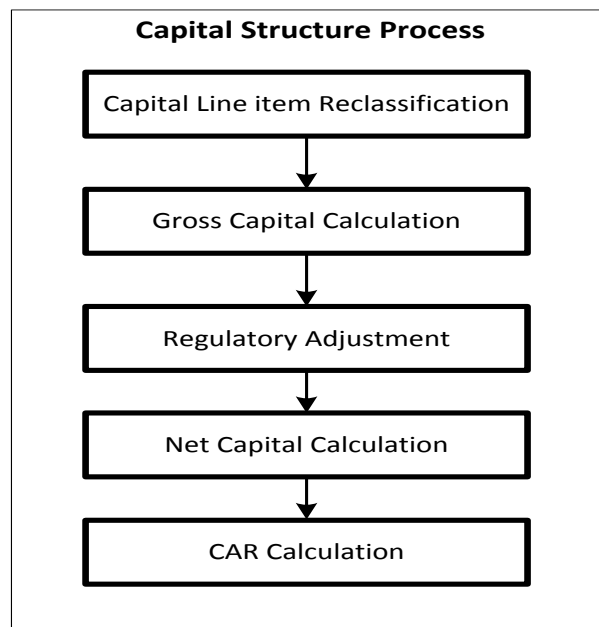 Capital Structure Process
Capital Line item Reclassification
Gross Capital Calculation
Regulatory Adjustment
Net Capital Calculation
CAR Calculation